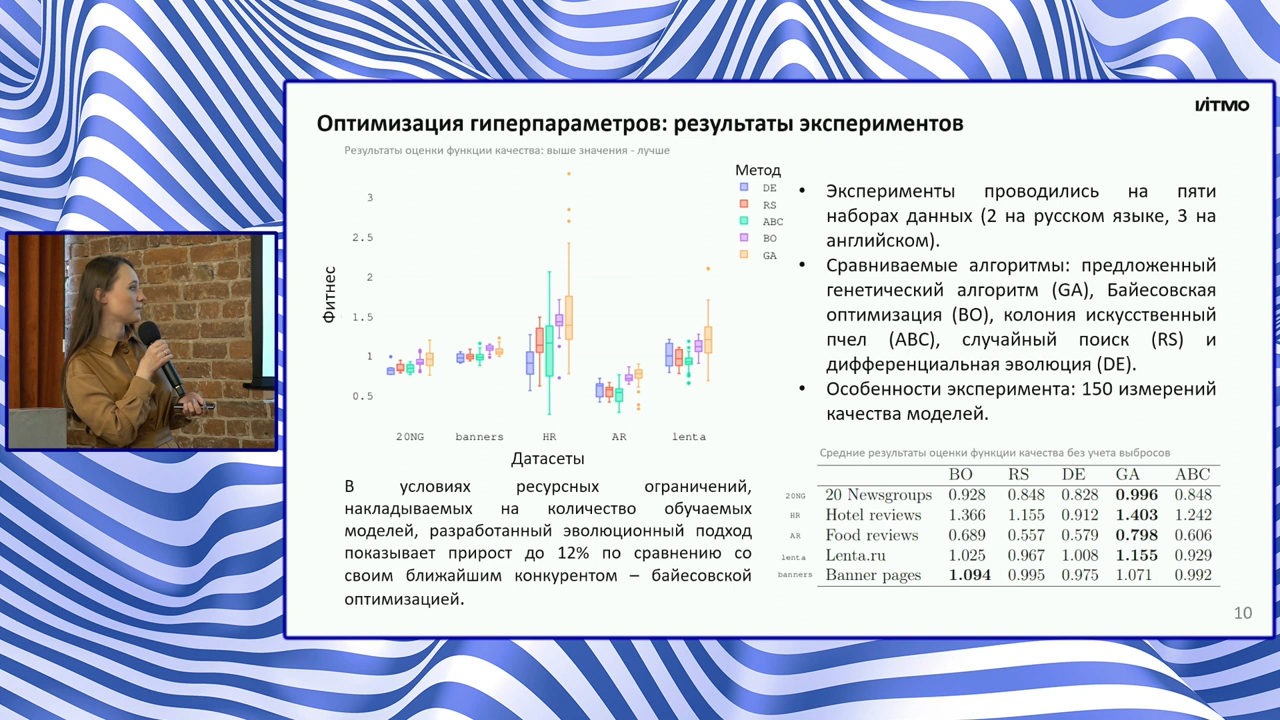 ИТМО
Оптимизация гиперпараметров: результаты экспериментов
Результаты оценки функции качества: выше значения - лучше
Метод
DE
RS
ABC
BO
GA
3
2.5
2
1.5
1
0.5
Фитнес
20NG banners HR AR lenta
Датасеты
В условиях ресурсных ограничений,
накладываемых на количество обучаемых
моделей, разработанный эволюционный подход
показывает прирост до 12% по сравнению со
своим ближайшим конкурентом – байесовской
оптимизацией.
• Эксперименты проводились на пяти
наборах данных (2 на русском языке, 3 на
английском).
• Сравниваемые алгоритмы: предложенный
генетический алгоритм (GA), Байесовская
оптимизация (BO), колония искусственный
пчел (ABC), случайный поиск (RS) и
дифференциальная эволюция (DE).
• Особенности эксперимента: 150 измерений
качества моделей.
Средние результаты оценки функции качества без учета выбросов
BO RS DE GA ABC
20NG 20 Newsgroups 0.928 0.848 0.828 0.996 0.848
HR Hotel reviews 1.366 1.155 0.912 1.403 1.242
AR Food reviews 0.689 0.557 0.579 0.798 0.606
lenta Lenta.ru 1.025 0.967 1.008 1.155 0.929
banners Banner pages 1.094 0.995 0.975 1.071 0.992
10